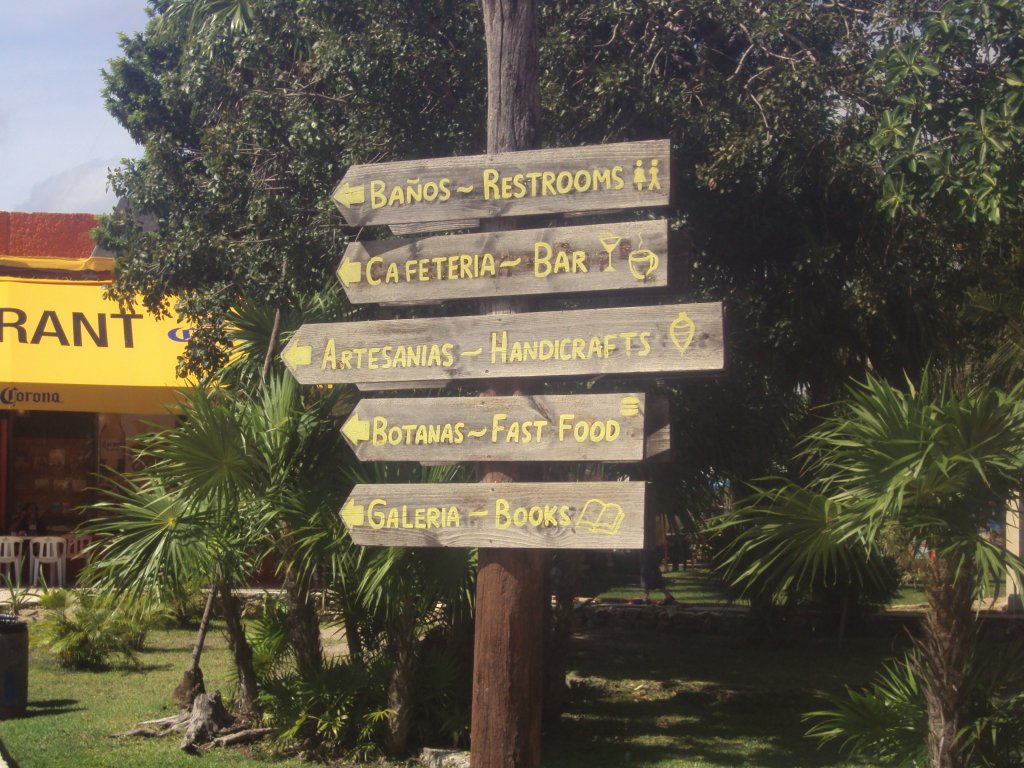 BAÑOS ~ RESTROOMS
CAFETERIA ~ BAR
ARTESANIAS ~ HANDICRAFTS
BOTANAS ~ FAST FOOD
GALERIA ~ BOOKS
RANT
Corona